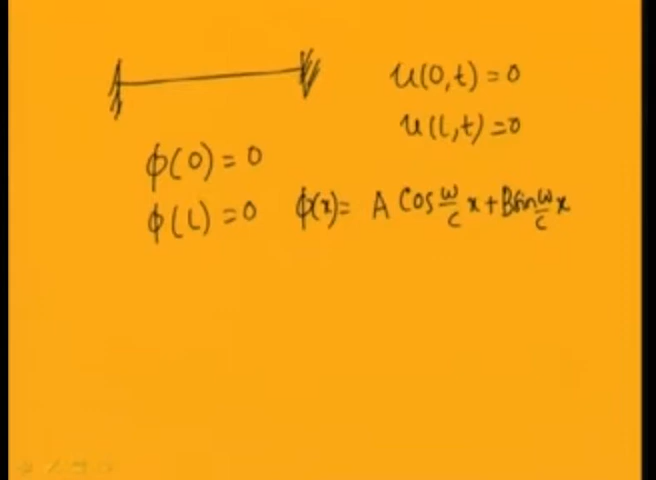 u(0,t)=0
u(l,t)=0
ϕ(0)=0
ϕ(l)=0 ϕ(x)= A Cos ω/c x + B sin ω/c x